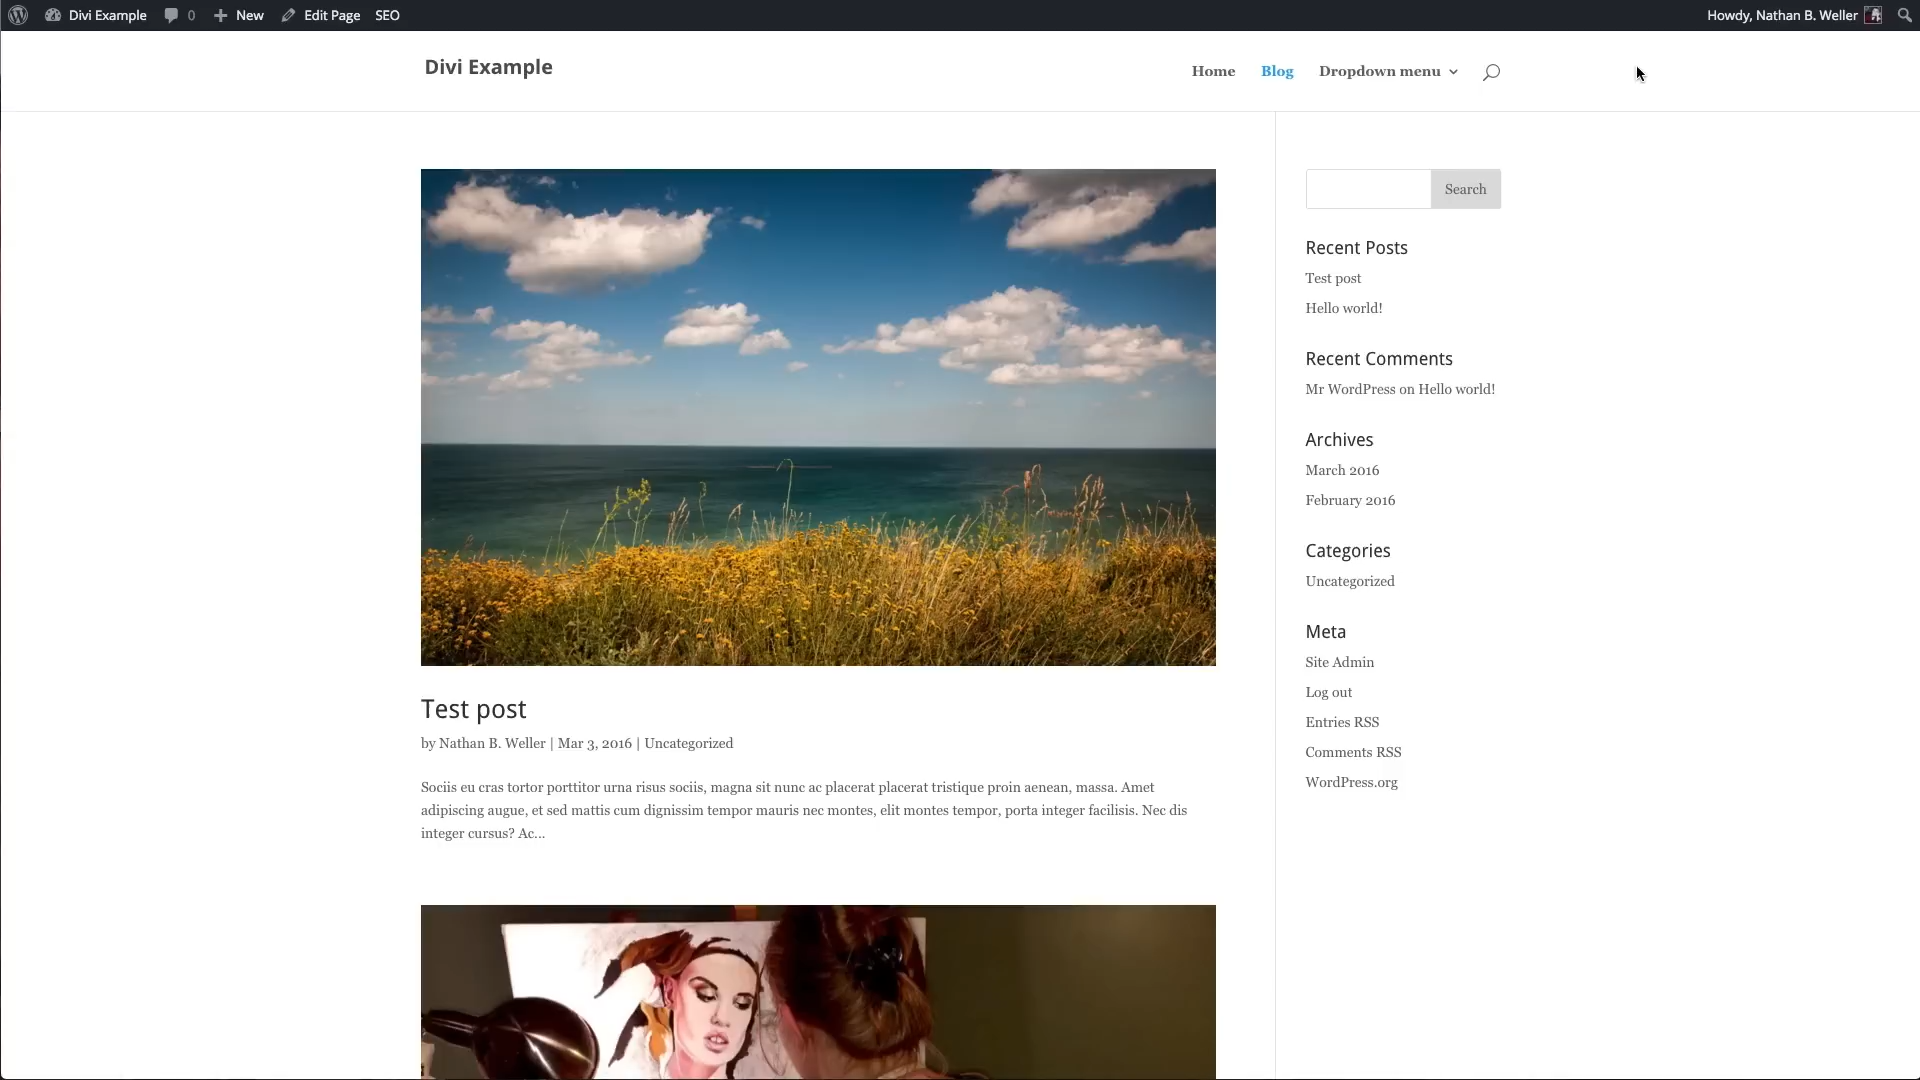 Divi Example 0 New Edit Page SEO Howdy, Nathan B. Weller
Divi Example
Home Blog Dropdown menu
Test post
by Nathan B. Weller | Mar 3, 2016 | Uncategorized
Sociis eu cras tortor porttitor urna risus sociis, magna sit nunc ac placerat placerat tristique proin aenean, massa. Amet
adipiscing augue, et sed mattis cum dignissim tempor mauris nec montes, elit montes tempor, porta integer facilisis. Nec dis
integer cursus? Ac...
Search
Recent Posts
Test post
Hello world!
Recent Comments
Mr WordPress on Hello world!
Archives
March 2016
February 2016
Categories
Uncategorized
Meta
Site Admin
Log out
Entries RSS
Comments RSS
WordPress.org